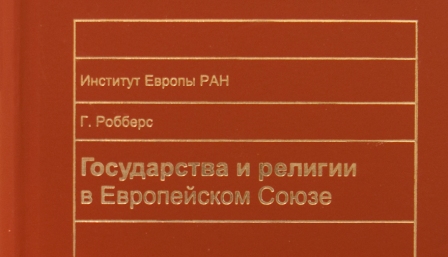 Институт Европы РАН
Г. Робберс
Государства и религии
в Европейском Союзе